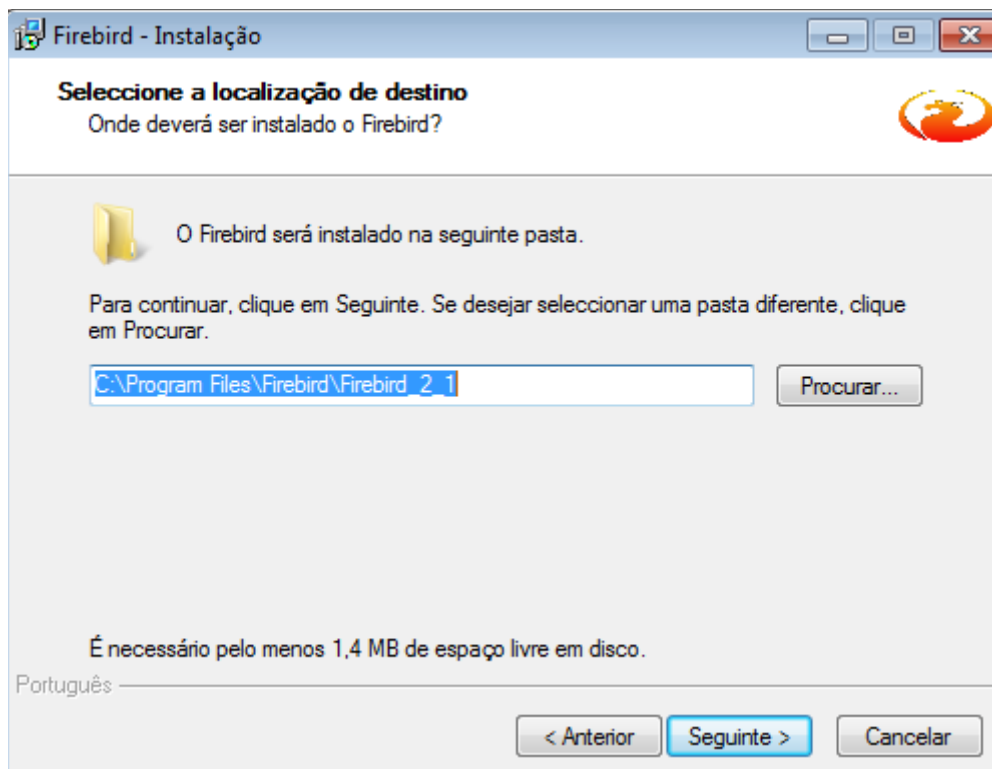 Firebird - Instalação
Seleccione a localização de destino
Onde deverá ser instalado o Firebird?
O Firebird será instalado na seguinte pasta.
Para continuar, clique em Seguinte. Se desejar seleccionar uma pasta diferente, clique
em Procurar.
C:\Program Files\Firebird\Firebird_2_1
Procurar...
É necessário pelo menos 1,4 MB de espaço livre em disco.
Português
< Anterior
Seguinte >
Cancelar